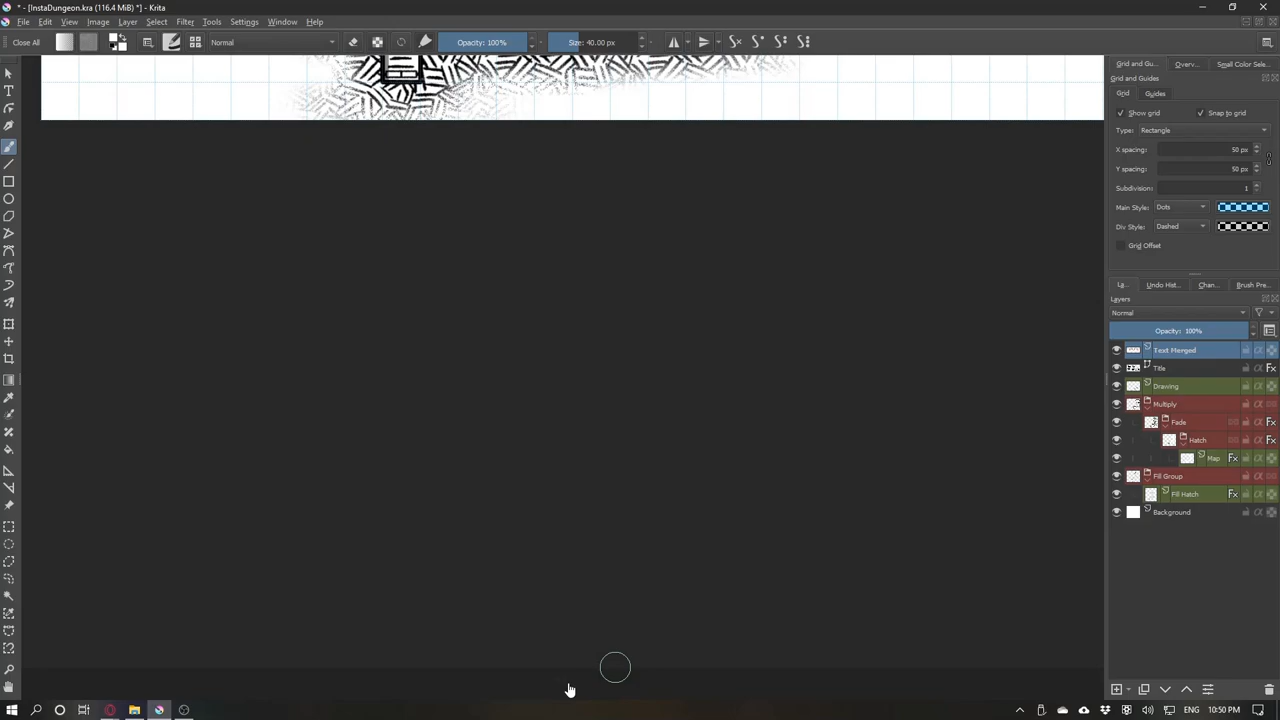 * - [InstaDungeon.kra (116.4 MiB) *] - Krita
File Edit View Image Layer Select Filter Tools Settings Window Help
Close All Normal Opacity: 100% Size: 40.00 px
Grid and Gu... Overv... Small Color Sele...
Grid and Guides
Grid Guides
Show grid Snap to grid
Type: Rectangle
X spacing: 50 px
Y spacing: 50 px
Subdivision: 1
Main Style: Dots
Div Style: Dashed
Grid Offset
La... Undo Hist... Chan... Brush Pre...
Layers
Normal
Opacity: 100%
Text Merged
Title
Drawing
Multiply
Fade
Hatch
Map
Fill Group
Fill Hatch
Background
ENG 10:50 PM